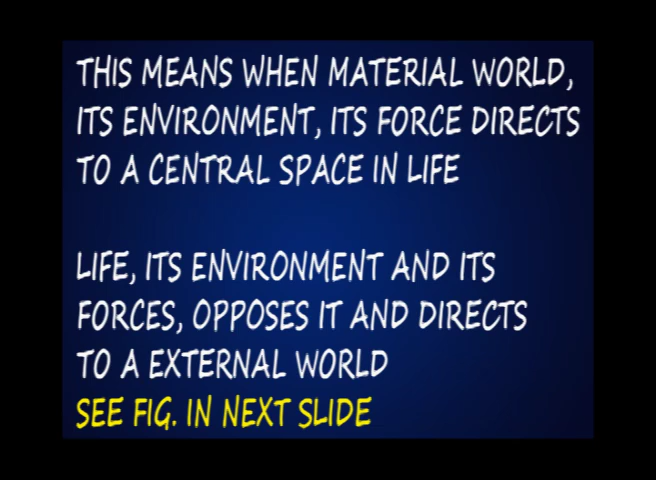 THIS MEANS WHEN MATERIAL WORLD,
ITS ENVIRONMENT, ITS FORCE DIRECTS
TO A CENTRAL SPACE IN LIFE
LIFE, ITS ENVIRONMENT AND ITS
FORCES, OPPOSES IT AND DIRECTS
TO A EXTERNAL WORLD
SEE FIG. IN NEXT SLIDE